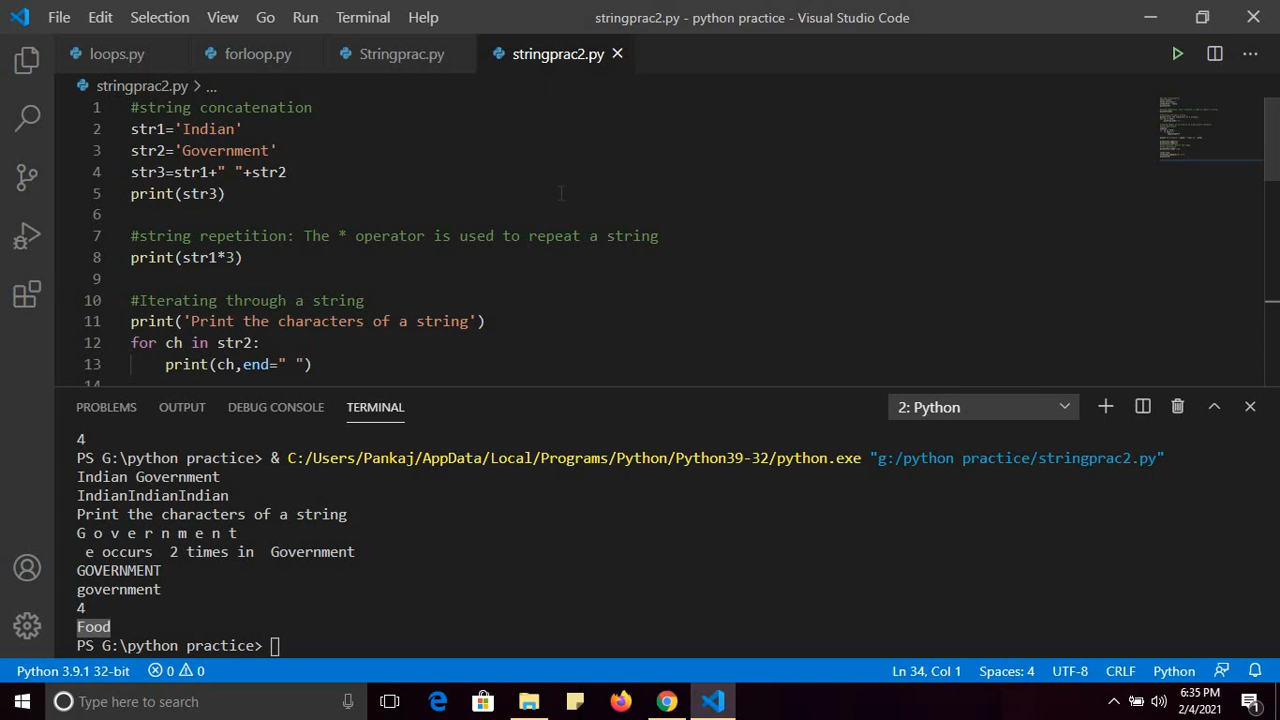 File Edit Selection View Go Run Terminal Help stringprac2.py - python practice - Visual Studio Code
loops.py forloop.py Stringprac.py stringprac2.py
stringprac2.py > ...
1 #string concatenation
2 str1='Indian'
3 str2='Government'
4 str3=str1+" "+str2
5 print(str3)
6
7 #string repetition: The * operator is used to repeat a string
8 print(str1*3)
9
10 #Iterating through a string
11 print('Print the characters of a string')
12 for ch in str2:
13 print(ch,end=" ")
14
PROBLEMS OUTPUT DEBUG CONSOLE TERMINAL 2: Python
4
PS G:\python practice> & C:/Users/Pankaj/AppData/Local/Programs/Python/Python39-32/python.exe "g:/python practice/stringprac2.py"
Indian Government
IndianIndianIndian
Print the characters of a string
G o v e r n m e n t
e occurs 2 times in Government
GOVERNMENT
government
4
Food
PS G:\python practice>
Python 3.9.1 32-bit 0 0 Ln 34, Col 1 Spaces: 4 UTF-8 CRLF Python
Type here to search 6:35 PM
2/4/2021 1